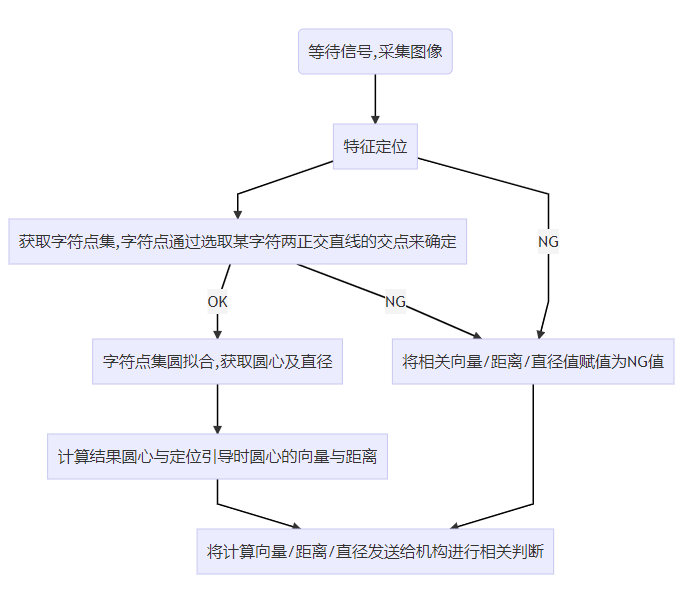 等待信号,采集图像
特征定位
获取字符点集,字符点通过选取某字符两正交直线的交点来确定
NG
OK
NG
字符点集圆拟合,获取圆心及直径
将相关向量/距离/直径值赋值为NG值
计算结果圆心与定位引导时圆心的向量与距离
将计算向量/距离/直径发送给机构进行相关判断